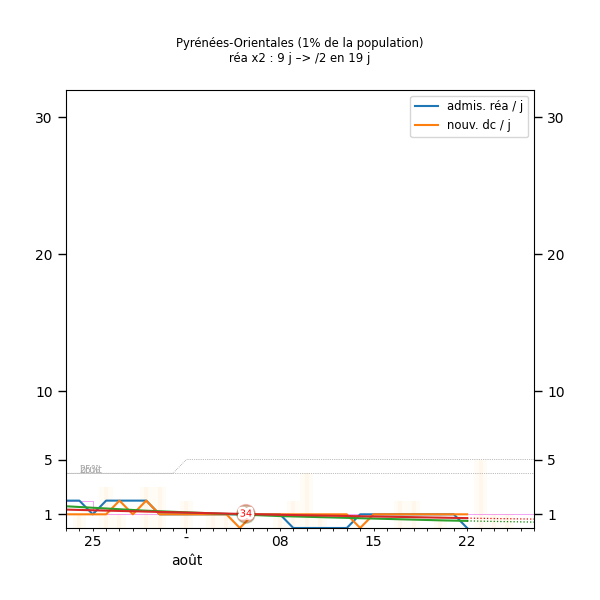 Pyrénées-Orientales (1% de la population)
réa x2 : 9 j –> /2 en 19 j
admis. réa / j
nouv. dc / j
30 30
20 20
10 10
5 5
1 1
34
25 - 08 15 22
août